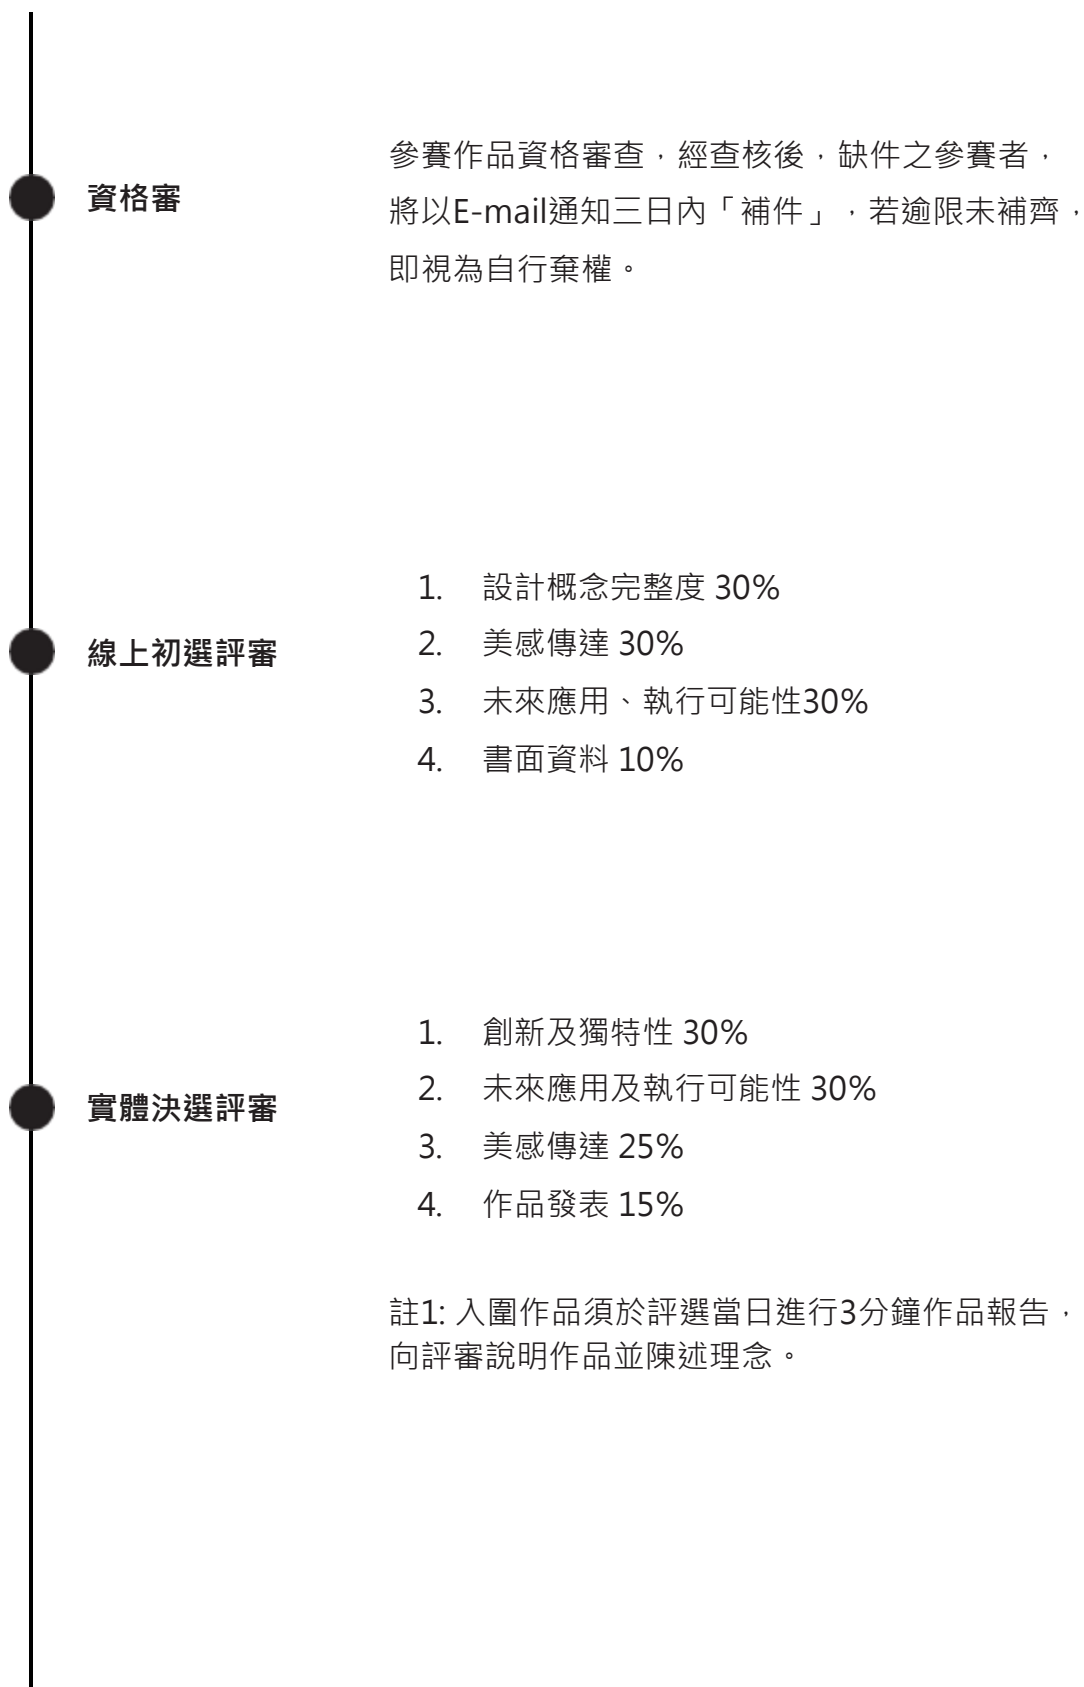 參賽作品資格審查，經查核後，缺件之參賽者，
資格審
將以E-mail通知三日內「補件」，若逾限未補齊，
即視為自行棄權。
1. 設計概念完整度 30%
線上初選評審
2. 美感傳達 30%
3. 未來應用、執行可能性30%
4. 書面資料 10%
1. 創新及獨特性 30%
實體決選評審
2. 未來應用及執行可能性 30%
3. 美感傳達 25%
4. 作品發表 15%
註1: 入圍作品須於評選當日進行3分鐘作品報告，
向評審說明作品並陳述理念。